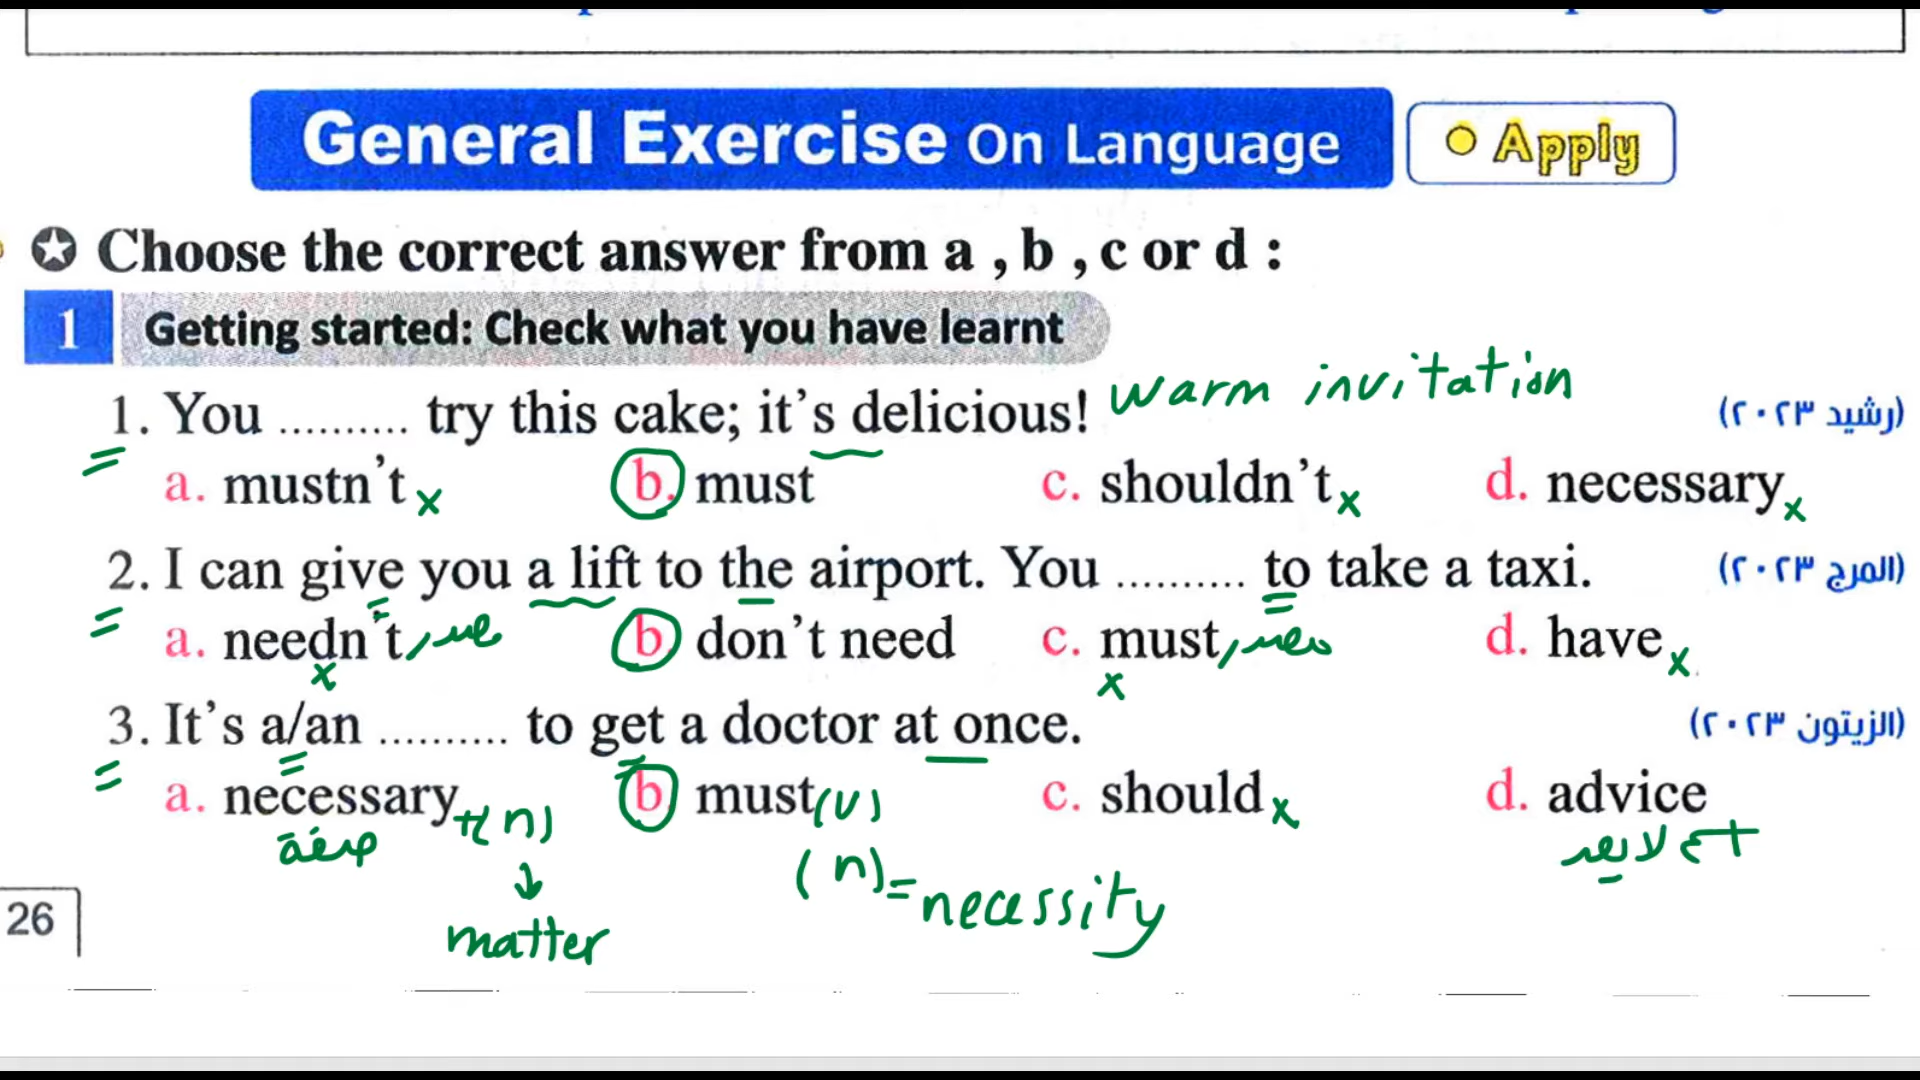 General Exercise On Language Apply
Choose the correct answer from a , b , c or d :
1 Getting started: Check what you have learnt
1. You .......... try this cake; it's delicious! warm invitation (رشيد ٢٠٢٣)
a. mustn't x b. must c. shouldn't x d. necessary x
2. I can give you a lift to the airport. You .......... to take a taxi. (المرج ٢٠٢٣)
a. needn't x b. don't need c. must x d. have x
3. It's a/an .......... to get a doctor at once. (الزيتون ٢٠٢٣)
a. necessary +(n) b. must (v) c. should x d. advice
صفة لا يعد
(n) = necessity
26
matter